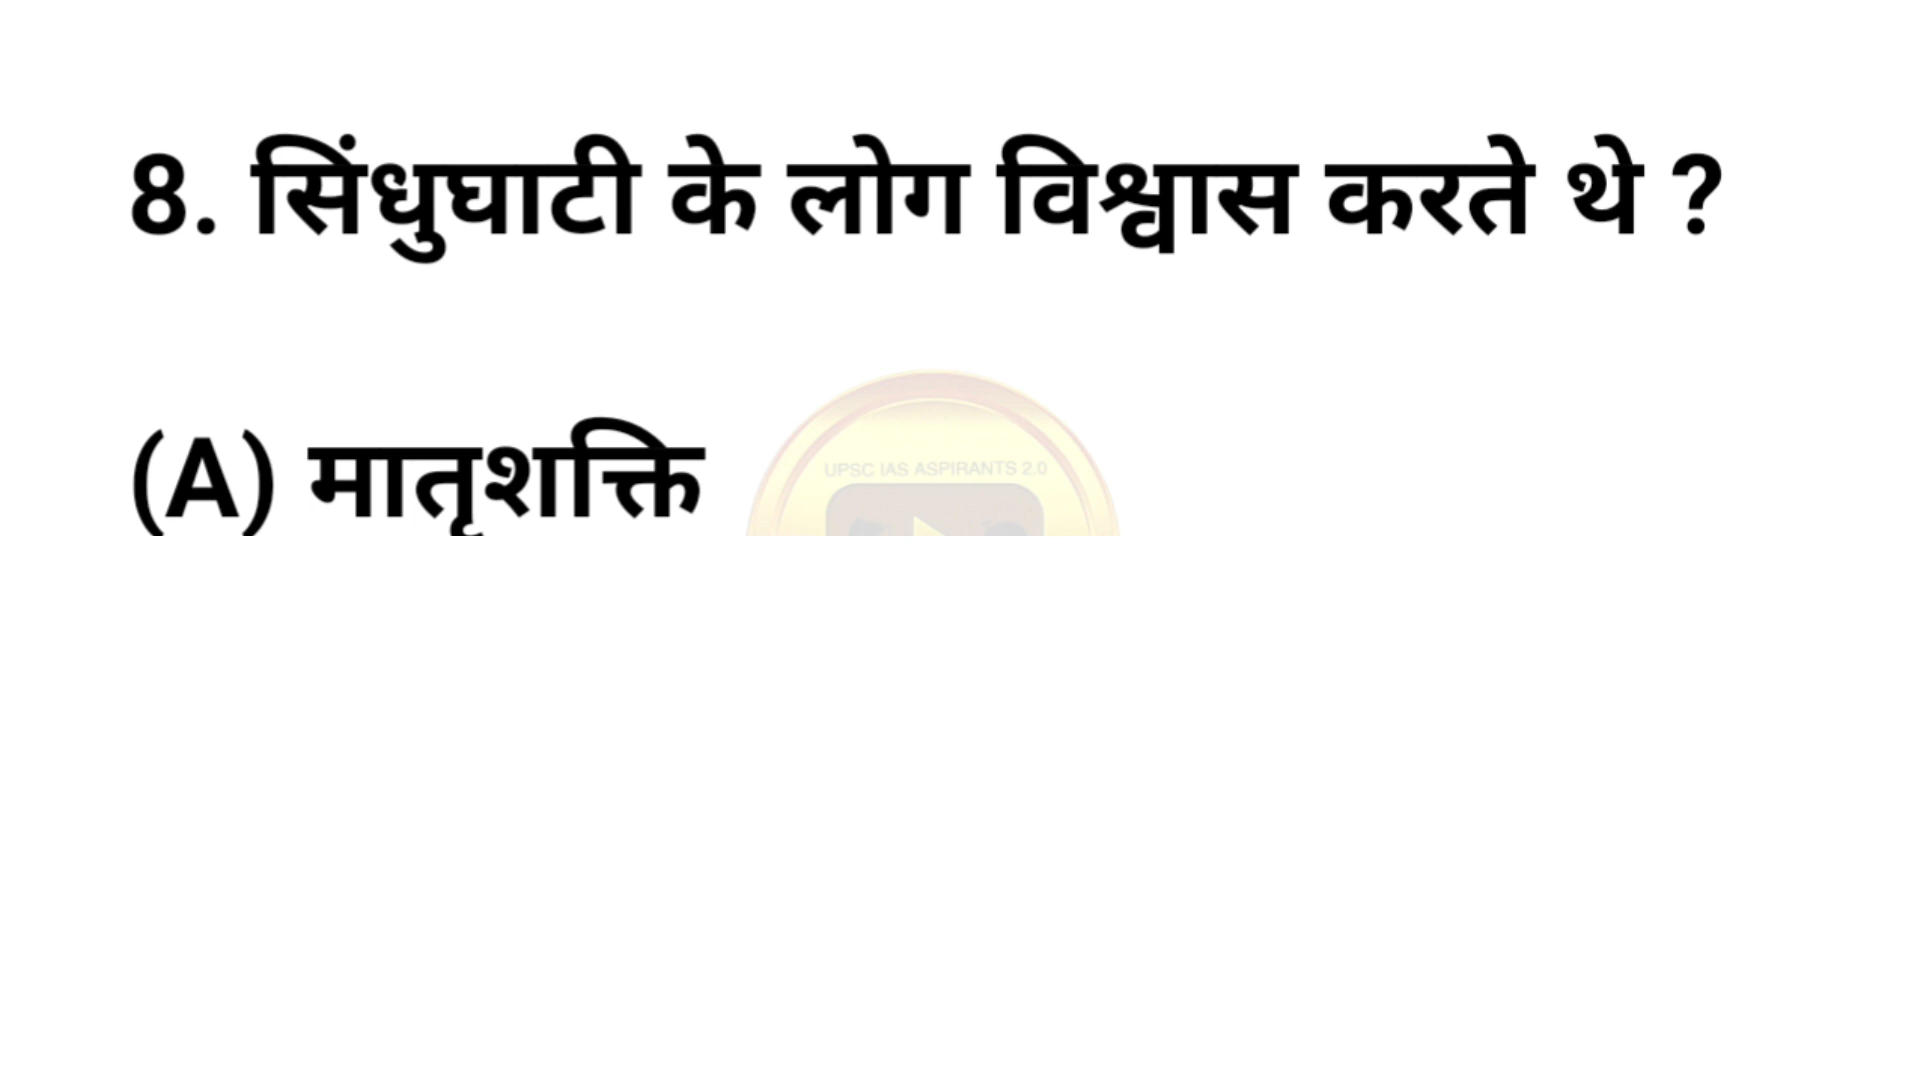 8. सिंधुघाटी के लोग विश्वास करते थे ?
UPSC IAS ASPIRANTS 2.0
(A) मातृशक्ति